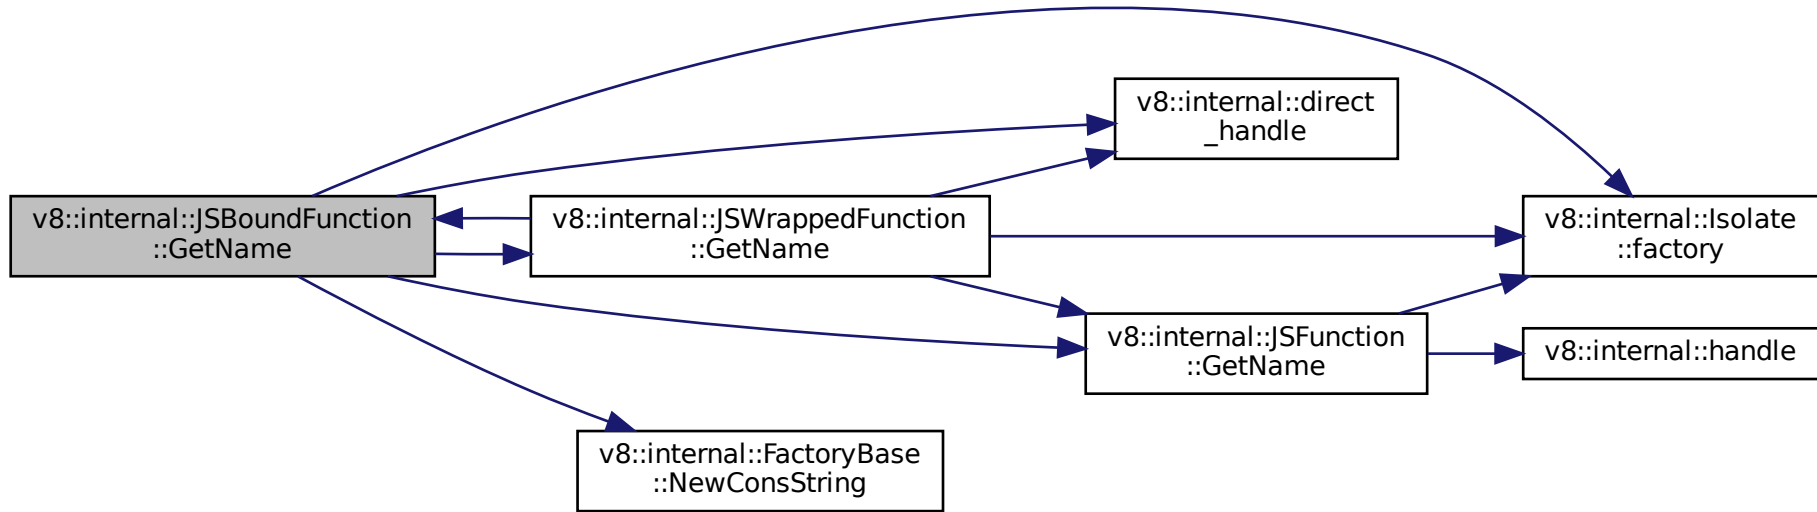 v8::internal::JSBoundFunction
::GetName
v8::internal::JSWrappedFunction
::GetName
v8::internal::direct
_handle
v8::internal::Isolate
::factory
v8::internal::JSFunction
::GetName
v8::internal::handle
v8::internal::FactoryBase
::NewConsString